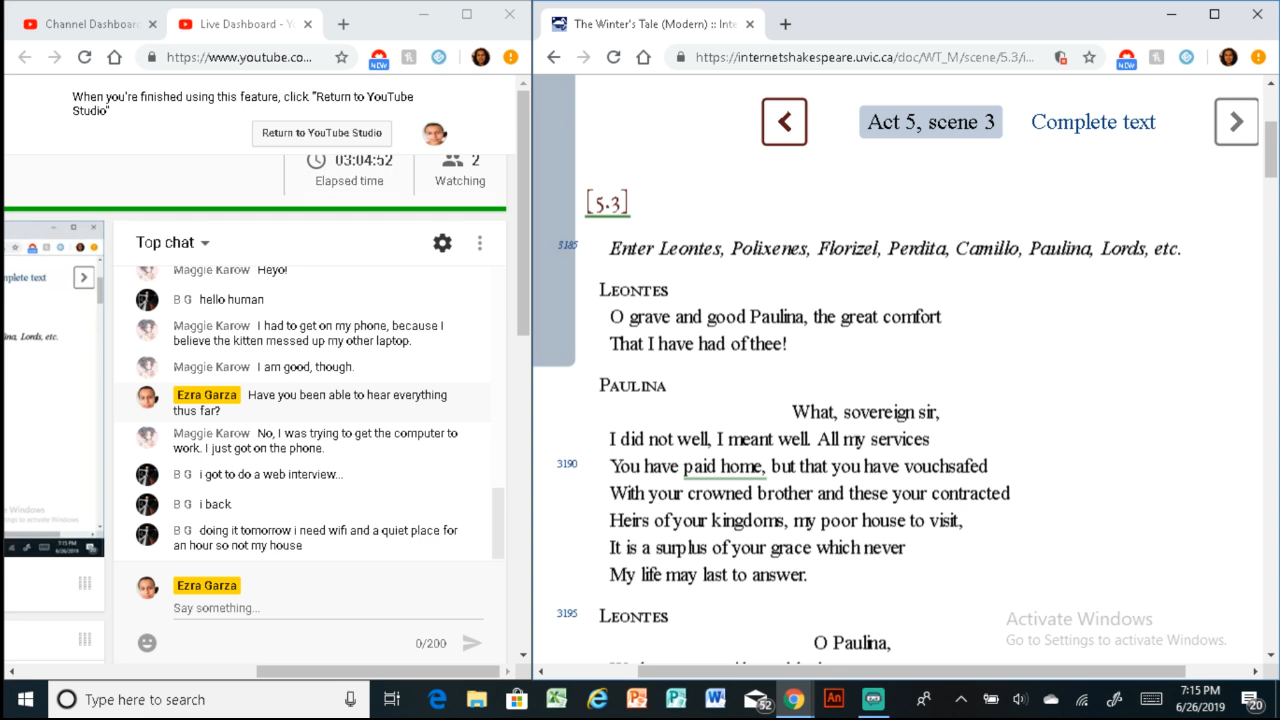 Channel Dashboard
Live Dashboard - Yo
https://www.youtube.co...
NEW
When you're finished using this feature, click "Return to YouTube
Studio"
Return to YouTube Studio
03:04:52
Elapsed time
2
Watching
Top chat
Maggie Karow Heyo!
B G hello human
Maggie Karow I had to get on my phone, because I
believe the kitten messed up my other laptop.
Maggie Karow I am good, though.
Ezra Garza Have you been able to hear everything
thus far?
Maggie Karow No, I was trying to get the computer to
work. I just got on the phone.
B G i got to do a web interview...
B G i back
B G doing it tomorrow i need wifi and a quiet place for
an hour so not my house
Ezra Garza
Say something...
0/200
mplete text
ina, Lords, etc.
The Winter's Tale (Modern) :: Inte
https://internetshakespeare.uvic.ca/doc/WT_M/scene/5.3/i...
NEW
Act 5, scene 3
Complete text
[5.3]
3185
Enter Leontes, Polixenes, Florizel, Perdita, Camillo, Paulina, Lords, etc.
LEONTES
O grave and good Paulina, the great comfort
That I have had of thee!
PAULINA
What, sovereign sir,
I did not well, I meant well. All my services
3190 You have paid home, but that you have vouchsafed
With your crowned brother and these your contracted
Heirs of your kingdoms, my poor house to visit,
It is a surplus of your grace which never
My life may last to answer.
3195 LEONTES
O Paulina,
Activate Windows
Go to Settings to activate Windows.
Type here to search
52
7:15 PM
6/26/2019
20